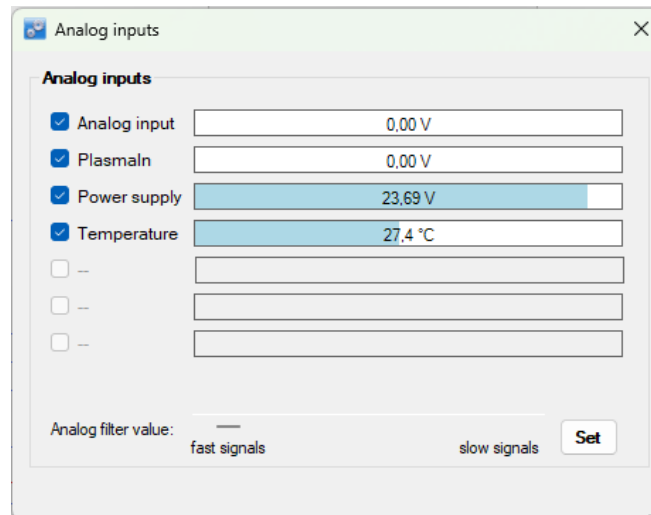 Analog inputs
Analog inputs
Analog input 0,00 V
PlasmaIn 0,00 V
Power supply 23,69 V
Temperature 27,4 °C
--
--
--
Analog filter value:
fast signals slow signals Set